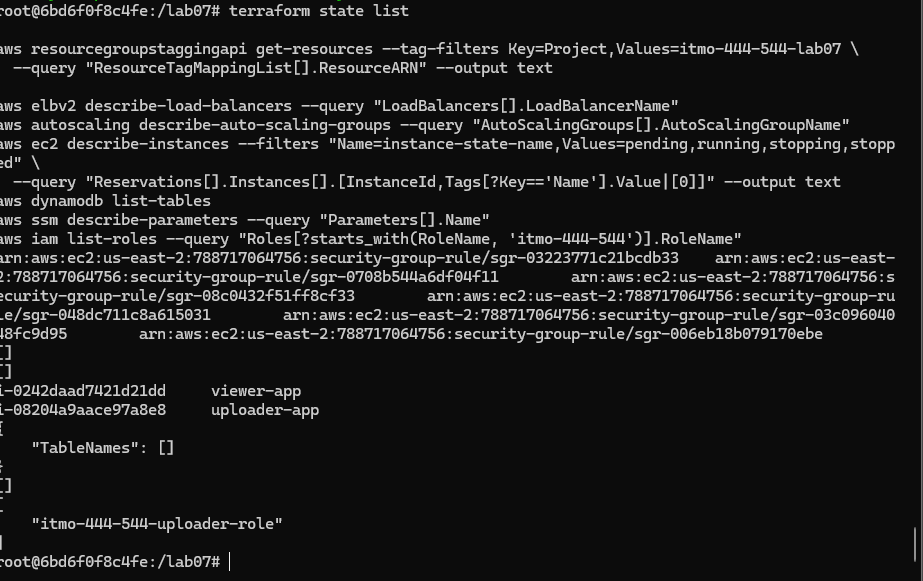 root@6bd6f0f8c4fe:/lab07# terraform state list
aws resourcegroupstaggingapi get-resources --tag-filters Key=Project,Values=itmo-444-544-lab07 \
--query "ResourceTagMappingList[].ResourceARN" --output text
aws elbv2 describe-load-balancers --query "LoadBalancers[].LoadBalancerName"
aws autoscaling describe-auto-scaling-groups --query "AutoScalingGroups[].AutoScalingGroupName"
aws ec2 describe-instances --filters "Name=instance-state-name,Values=pending,running,stopping,stopp
ed" \
--query "Reservations[].Instances[].[InstanceId,Tags[?Key=='Name'].Value|[0]]" --output text
aws dynamodb list-tables
aws ssm describe-parameters --query "Parameters[].Name"
aws iam list-roles --query "Roles[?starts_with(RoleName, 'itmo-444-544')].RoleName"
arn:aws:ec2:us-east-2:788717064756:security-group-rule/sgr-03223771c21bcdb33    arn:aws:ec2:us-east-
2:788717064756:security-group-rule/sgr-0708b544a6df04f11        arn:aws:ec2:us-east-2:788717064756:s
ecurity-group-rule/sgr-08c0432f51ff8cf33        arn:aws:ec2:us-east-2:788717064756:security-group-ru
le/sgr-048dc711c8a615031        arn:aws:ec2:us-east-2:788717064756:security-group-rule/sgr-03c096040
48fc9d95        arn:aws:ec2:us-east-2:788717064756:security-group-rule/sgr-006eb18b079170ebe
[]
[]
i-0242daad7421d21dd     viewer-app
i-08204a9aace97a8e8     uploader-app
{
"TableNames": []
}
[]
[
"itmo-444-544-uploader-role"
]
root@6bd6f0f8c4fe:/lab07#